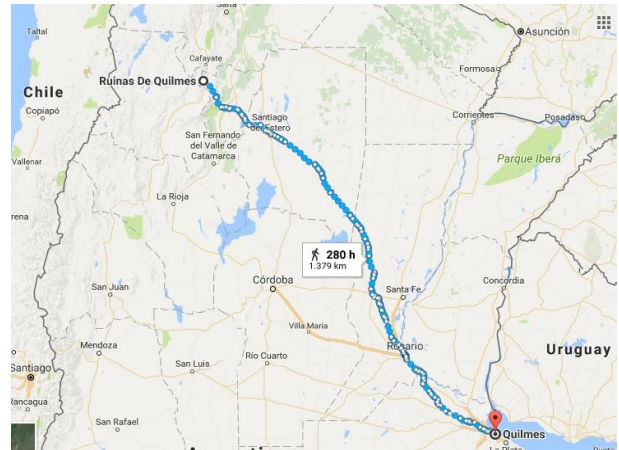 Taltal
Salta
Asunción
Cafayate
Ruinas De Quilmes
Formosa
Chile
Copiapó
Santiago
del Estero
Corrientes
Posadas
San Fernando
del Valle de
Catamarca
Parque Iberá
Vallenar
La Rioja
280 h
1.379 km
Córdoba
Santa Fe
Concordia
San Juan
Villa María
Rosario
Mendoza
San Luis
Río Cuarto
Uruguay
Santiago
Rancagua
San Rafael
Quilmes
La Plata